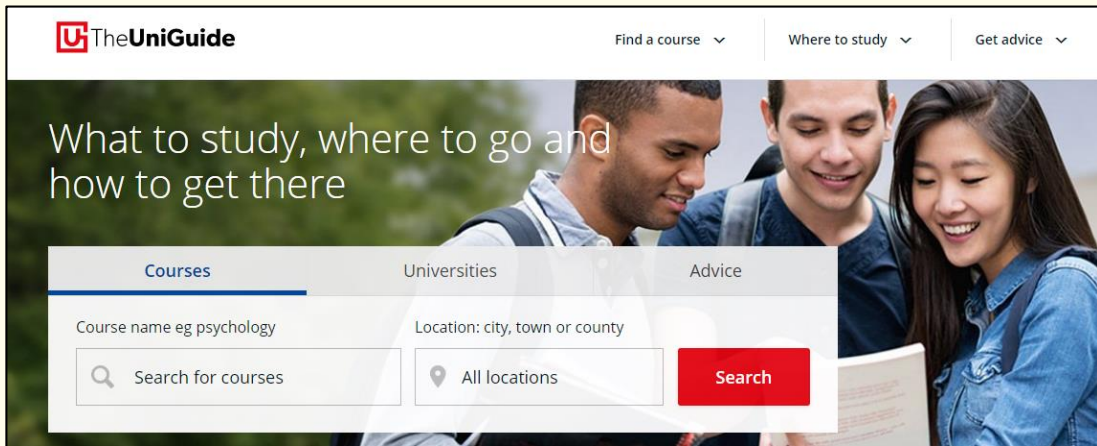 TheUniGuide
Find a course
Where to study
Get advice
What to study, where to go and
how to get there
Courses
Universities
Advice
Course name eg psychology
Location: city, town or county
Search for courses
All locations
Search